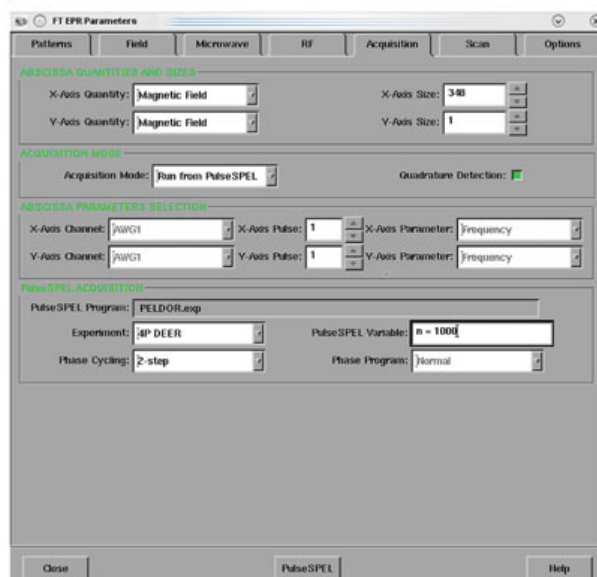 FT EPR Parameters
Patterns Field Microwave RF Acquisition Scan Options
ABSCISSA QUANTITIES AND SIZES
X-Axis Quantity: Magnetic Field X-Axis Size: 348
Y-Axis Quantity: Magnetic Field Y-Axis Size: 1
ACQUISITION MODE
Acquisition Mode: Run from PulseSPEL Quadrature Detection:
ABSCISSA PARAMETERS SELECTION
X-Axis Channel: AWG1 X-Axis Pulse: 1 X-Axis Parameter: Frequency
Y-Axis Channel: AWG1 Y-Axis Pulse: 1 Y-Axis Parameter: Frequency
PulseSPEL ACQUISITION
PulseSPEL Program: PELDOR.exp
Experiment: 4P DEER PulseSPEL Variable: n = 1000
Phase Cycling: 2-step Phase Program: Normal
Close PulseSPEL Help